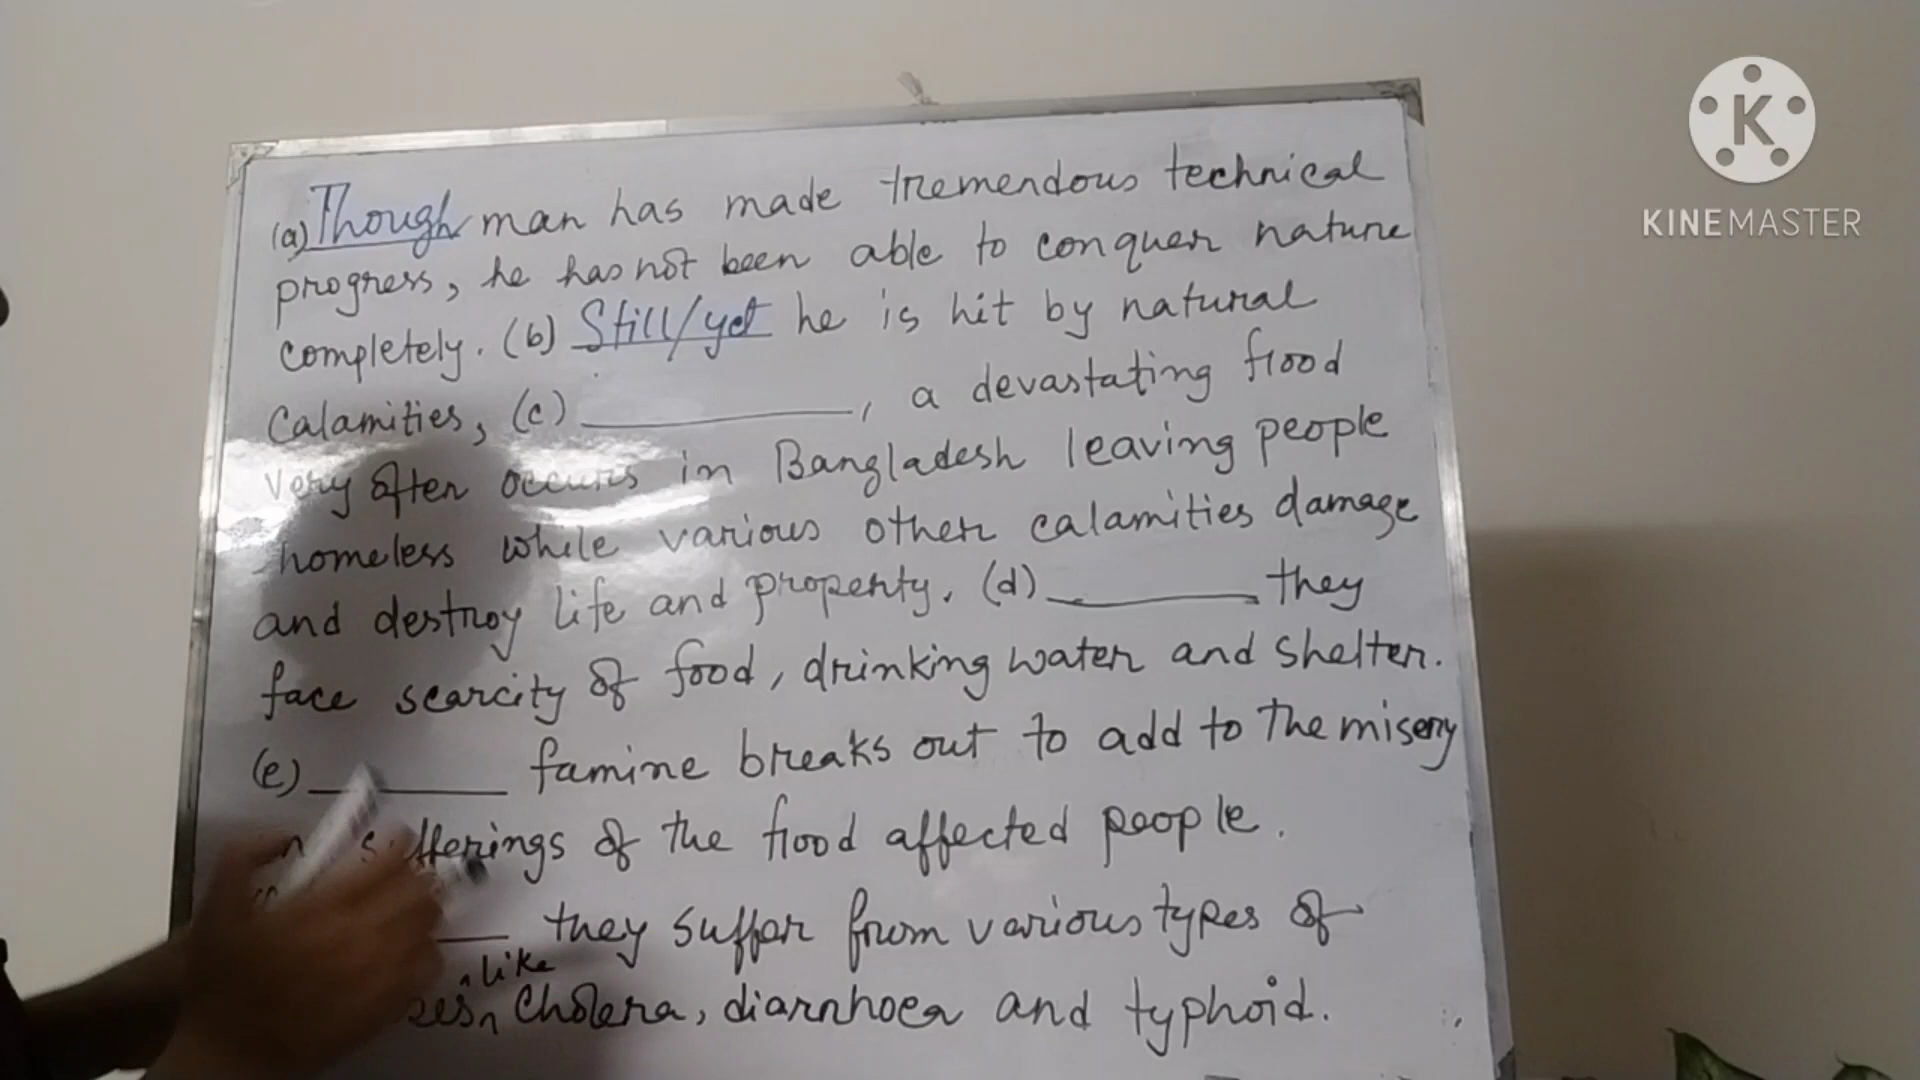 (a) Though man has made tremendous technical
progress, he has not been able to conquer nature
completely. (b) Still/yet he is hit by natural
Calamities, (c) __________, a devastating flood
very often occurs in Bangladesh leaving people
homeless while various other calamities damage
and destroy life and property. (d) ________ they
face scarcity of food, drinking water and shelter.
(e) ________ famine breaks out to add to the misery
sufferings of the flood affected people.
they suffer from various types of
like
Cholera, diarrhoea and typhoid.
K
KINEMASTER